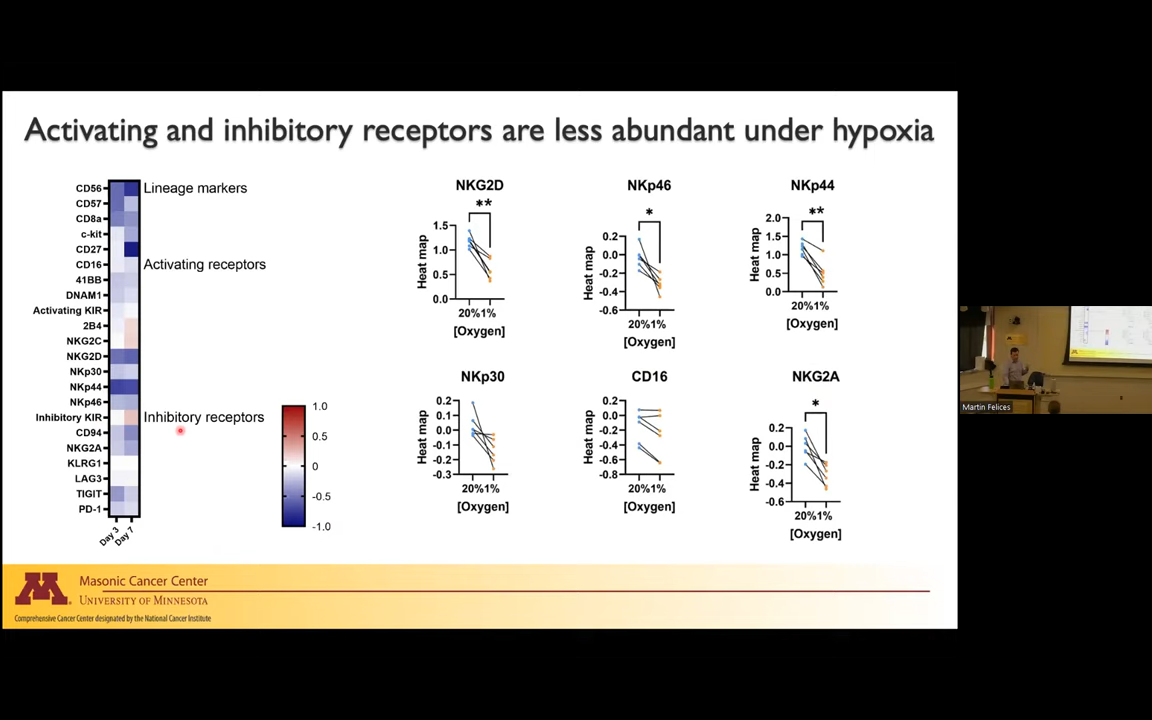 Activating and inhibitory receptors are less abundant under hypoxia
CD56
CD57
CD8a
c-kit
CD27
CD16
41BB
DNAM1
Activating KIR
2B4
NKG2C
NKG2D
NKp30
NKp44
NKp46
Inhibitory KIR
CD94
NKG2A
KLRG1
LAG3
TIGIT
PD-1
Day 3
Day 7
Lineage markers
Activating receptors
Inhibitory receptors
1.0
0.5
0
-0.5
-1.0
NKG2D
**
Heat map
1.5
1.0
0.5
0.0
20%1%
[Oxygen]
NKp46
*
Heat map
0.2
0.0
-0.2
-0.4
-0.6
20%1%
[Oxygen]
NKp44
**
Heat map
2.0
1.5
1.0
0.5
0.0
20%1%
[Oxygen]
NKp30
Heat map
0.2
0.1
0.0
-0.1
-0.2
-0.3
20%1%
[Oxygen]
CD16
Heat map
0.2
0.0
-0.2
-0.4
-0.6
-0.8
20%1%
[Oxygen]
NKG2A
*
Heat map
0.2
0.0
-0.2
-0.4
-0.6
20%1%
[Oxygen]
M
Masonic Cancer Center
UNIVERSITY OF MINNESOTA
Comprehensive Cancer Center designated by the National Cancer Institute
Martin Felices